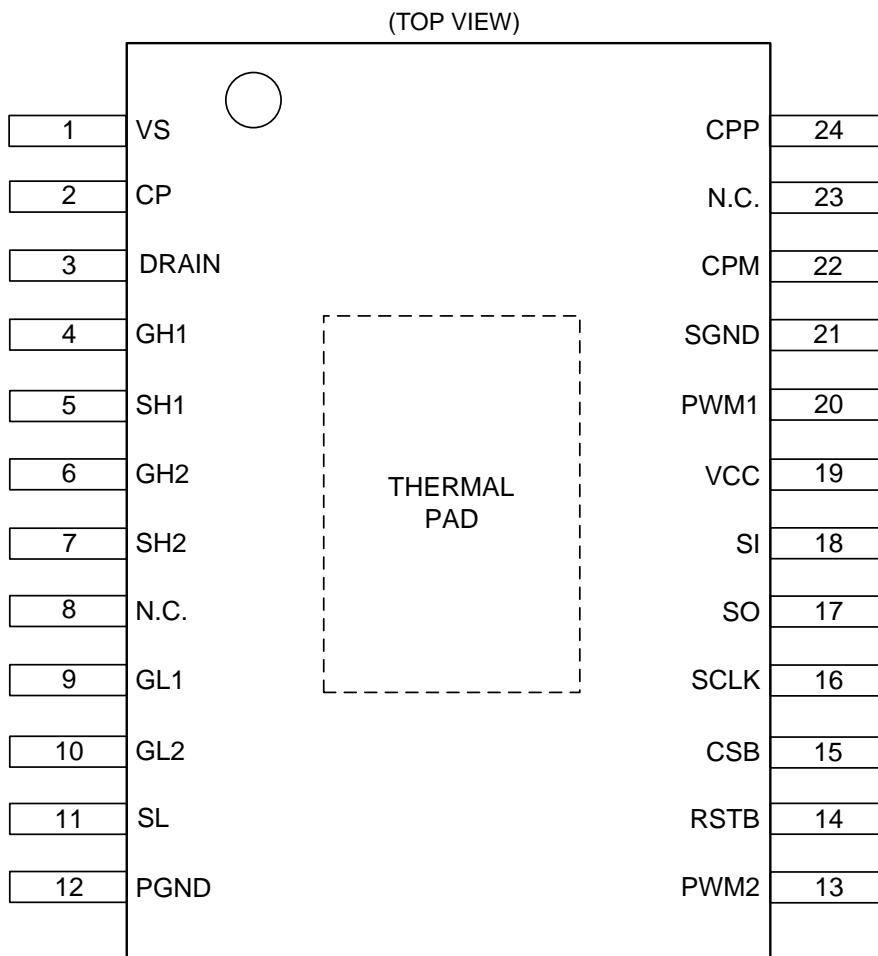 (TOP VIEW)
1 VS CPP 24
2 CP N.C. 23
3 DRAIN CPM 22
4 GH1 SGND 21
5 SH1 PWM1 20
6 GH2 VCC 19
THERMAL
PAD
7 SH2 SI 18
8 N.C. SO 17
9 GL1 SCLK 16
10 GL2 CSB 15
11 SL RSTB 14
12 PGND PWM2 13